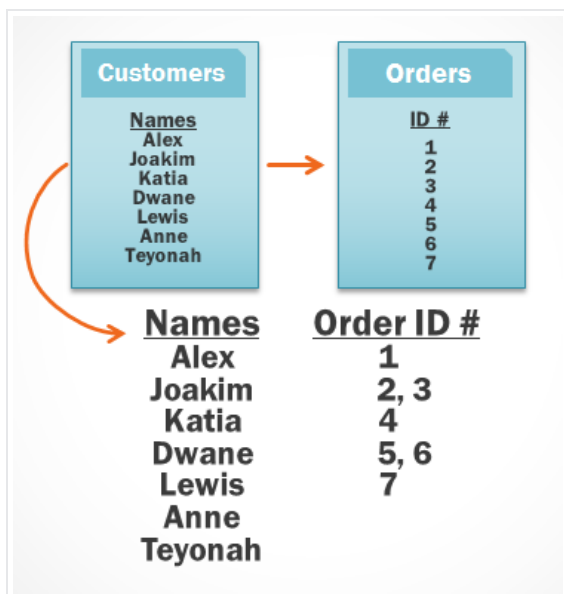 Customers
Names
Alex
Joakim
Katia
Dwane
Lewis
Anne
Teyonah
Orders
ID #
1
2
3
4
5
6
7
Names Order ID #
Alex 1
Joakim 2, 3
Katia 4
Dwane 5, 6
Lewis 7
Anne
Teyonah